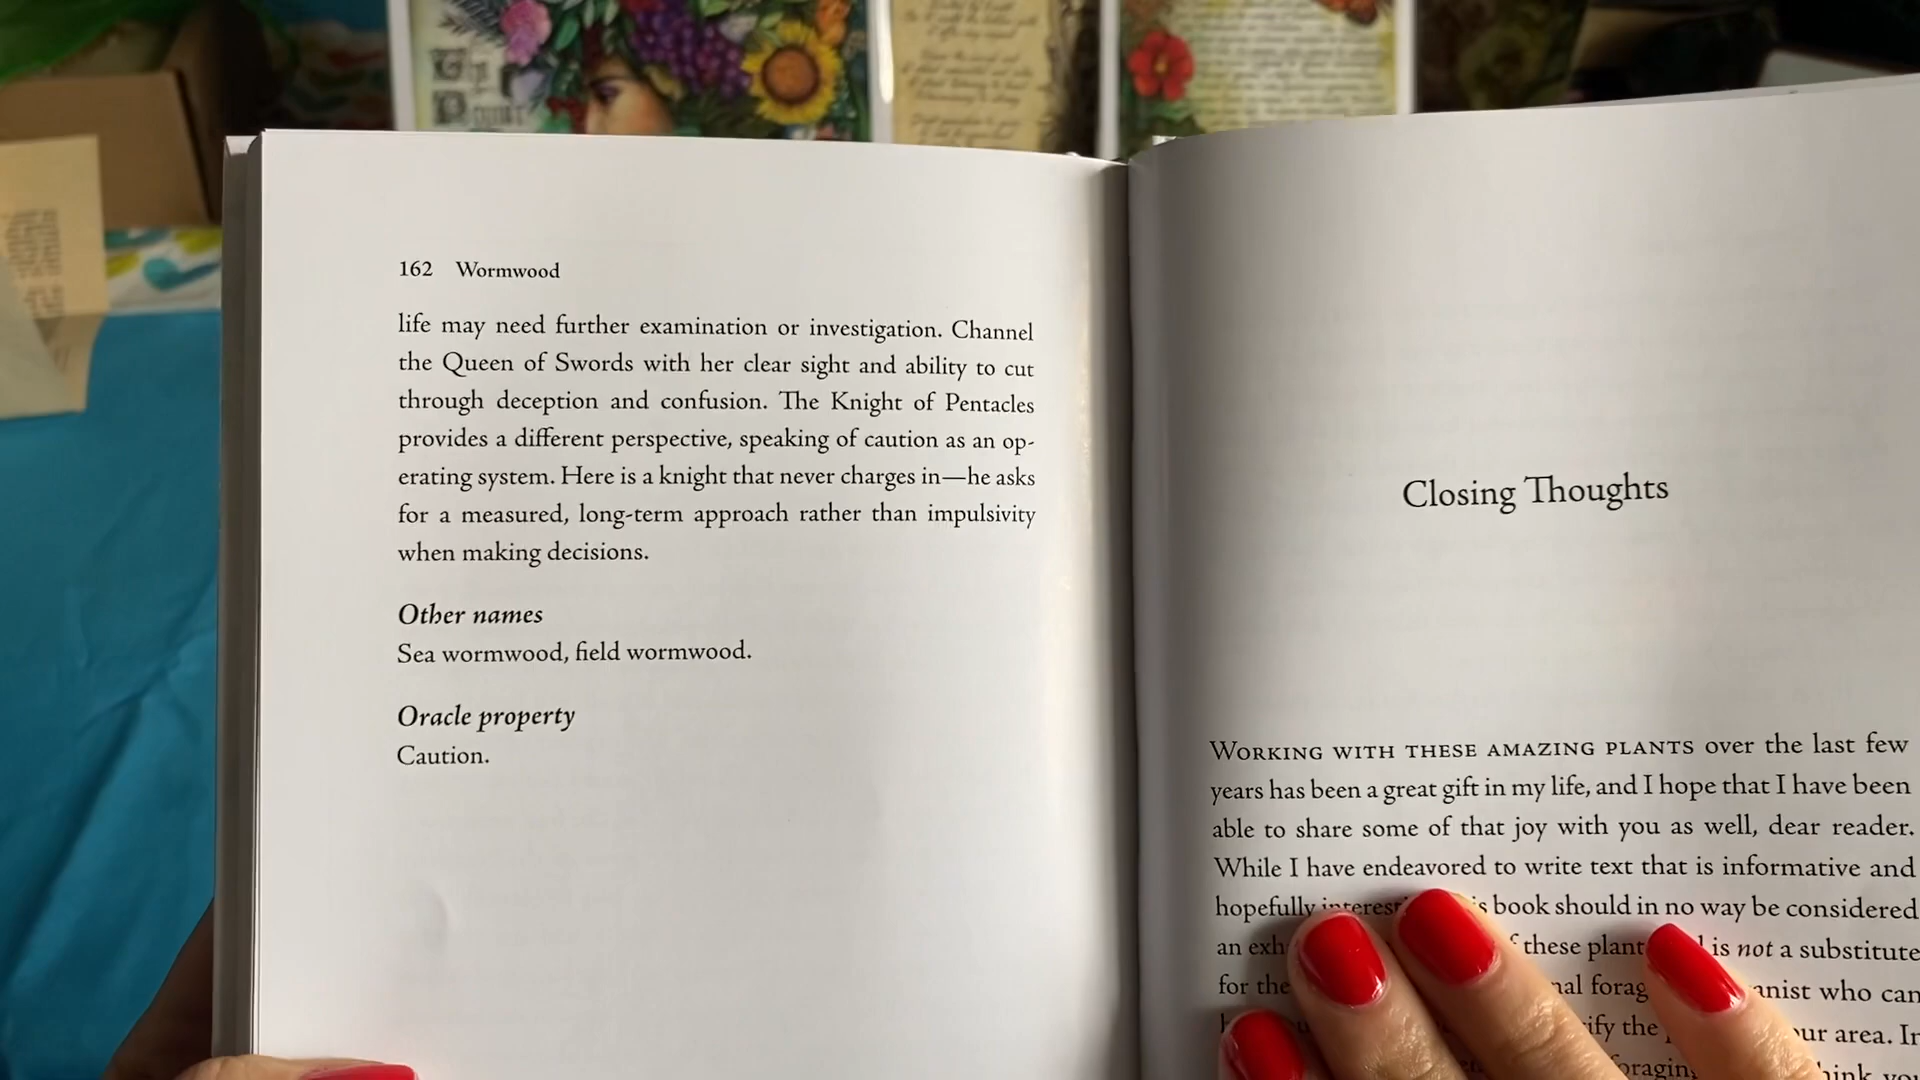 162 Wormwood
life may need further examination or investigation. Channel
the Queen of Swords with her clear sight and ability to cut
through deception and confusion. The Knight of Pentacles
provides a different perspective, speaking of caution as an op-
erating system. Here is a knight that never charges in—he asks
for a measured, long-term approach rather than impulsivity
when making decisions.
Other names
Sea wormwood, field wormwood.
Oracle property
Caution.
Closing Thoughts
WORKING WITH THESE AMAZING PLANTS over the last few
years has been a great gift in my life, and I hope that I have been
able to share some of that joy with you as well, dear reader.
While I have endeavored to write text that is informative and
hopefully book should in no way be considered
an these is not a substitute
for the who can
the area. In